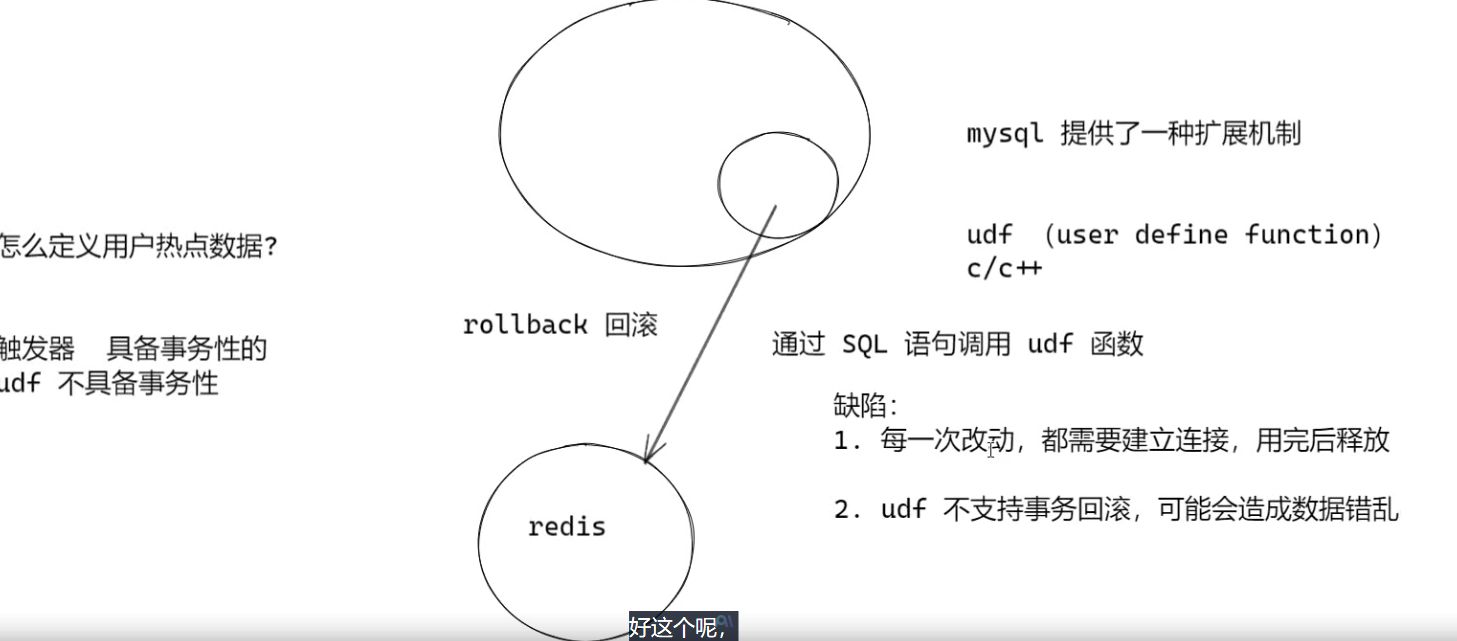 mysql 提供了一种扩展机制
udf （user define function）
c/c++
怎么定义用户热点数据?
rollback 回滚
通过 SQL 语句调用 udf 函数
触发器 具备事务性的
udf 不具备事务性
缺陷:
1. 每一次改动，都需要建立连接，用完后释放
2. udf 不支持事务回滚，可能会造成数据错乱
redis
好这个呢，